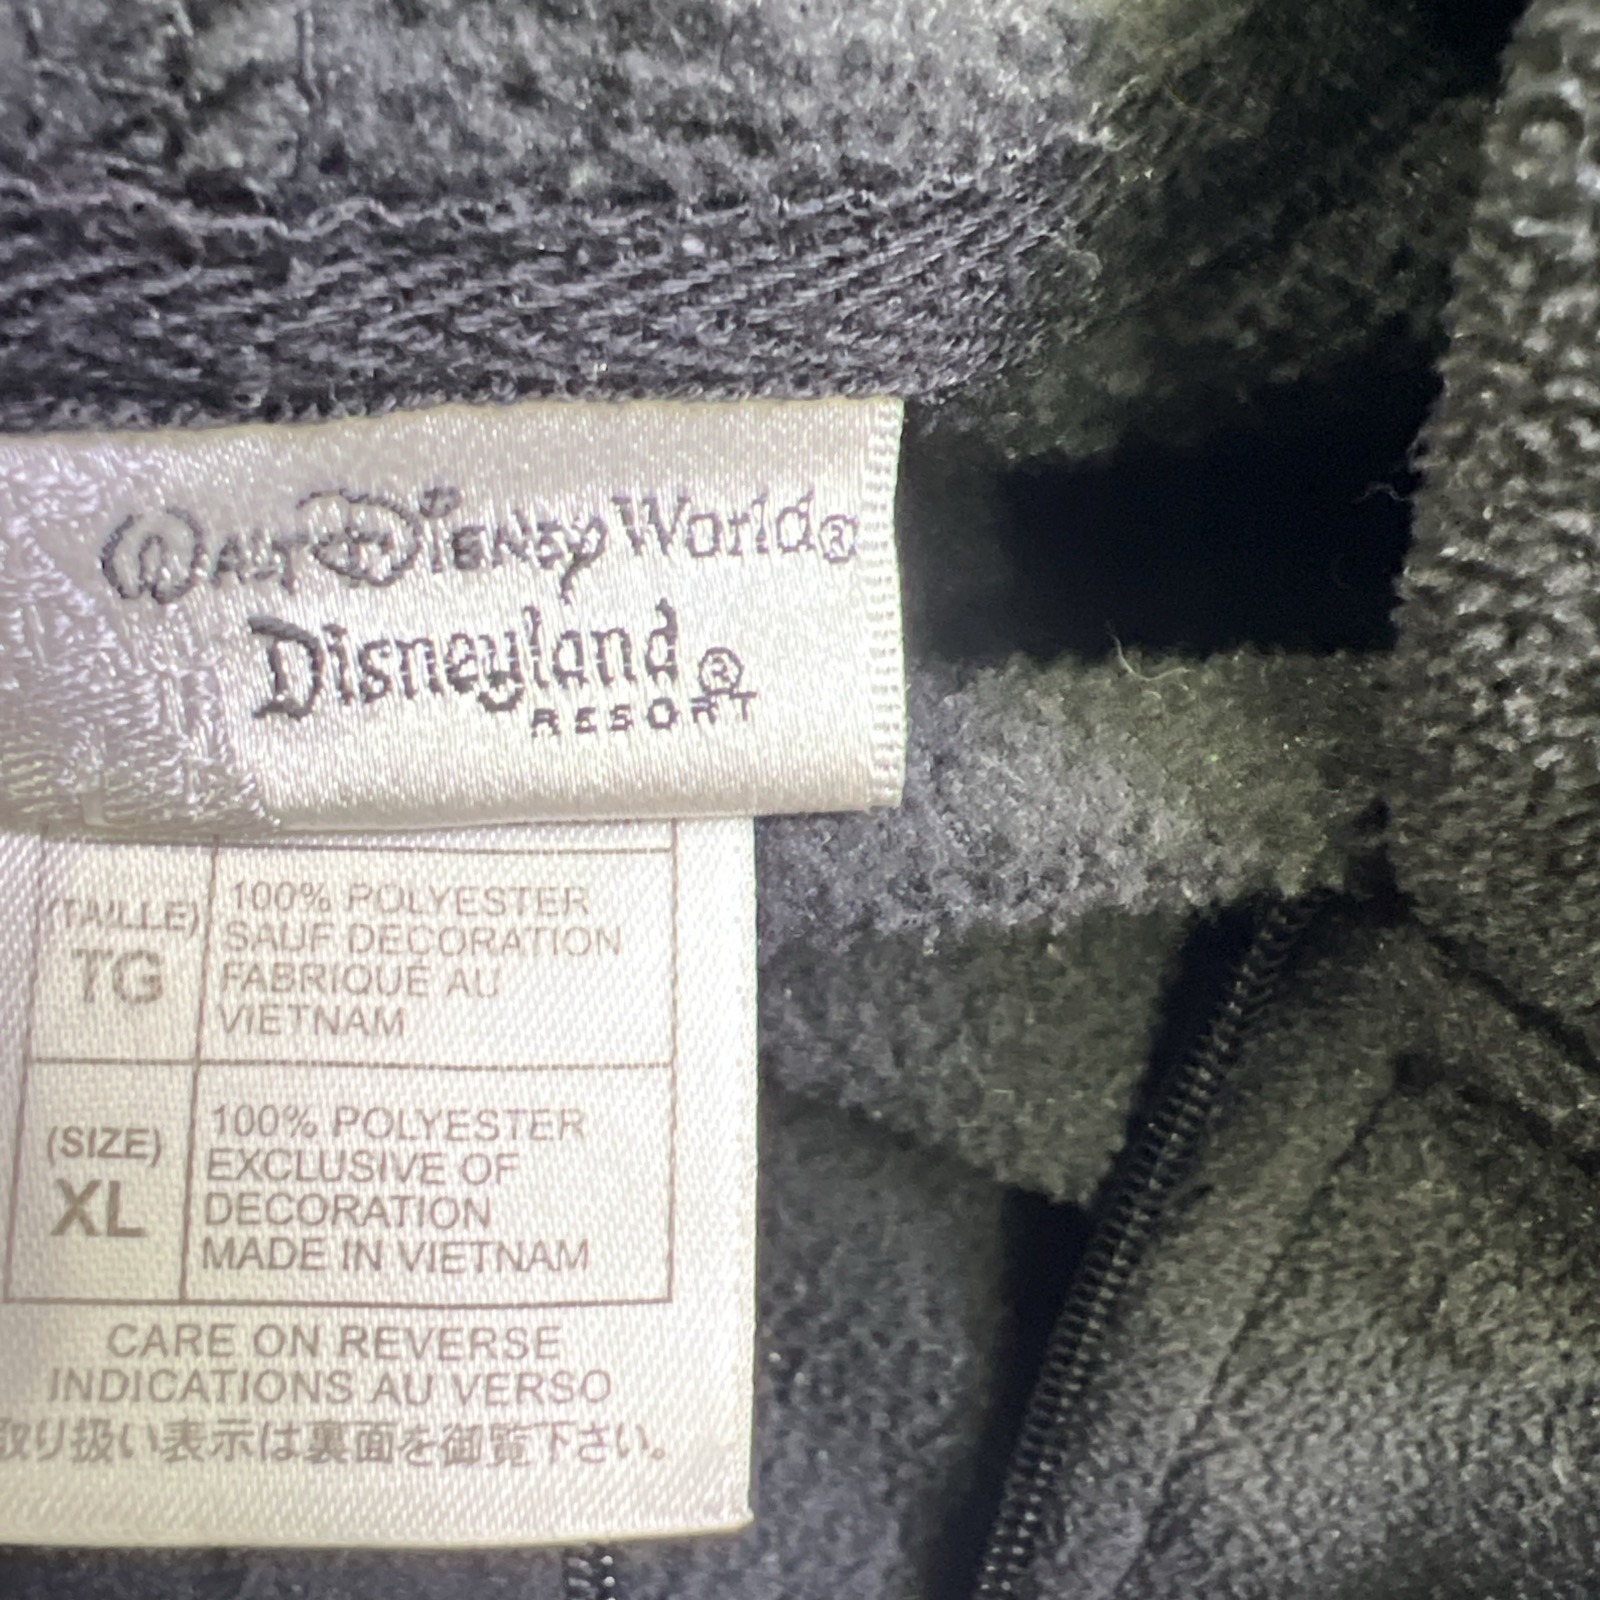 WALT DISNEY World®
Disneyland®
RESORT
(TAILLE)
TG
100% POLYESTER
SAUF DECORATION
FABRIQUE AU
VIETNAM
(SIZE)
XL
100% POLYESTER
EXCLUSIVE OF
DECORATION
MADE IN VIETNAM
CARE ON REVERSE
INDICATIONS AU VERSO
取り扱い表示は裏面を御覧下さい。